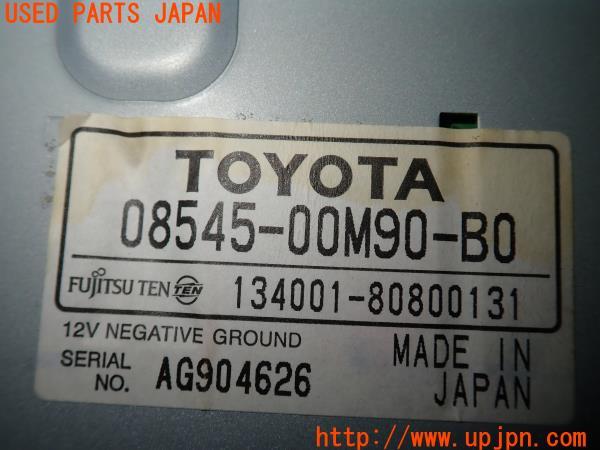 USED PARTS JAPAN
TOYOTA
08545-00M90-B0
FUJITSU TEN TEN 134001-80800131
12V NEGATIVE GROUND
SERIAL NO. AG904626
MADE IN JAPAN
http://www.upjpn.com/